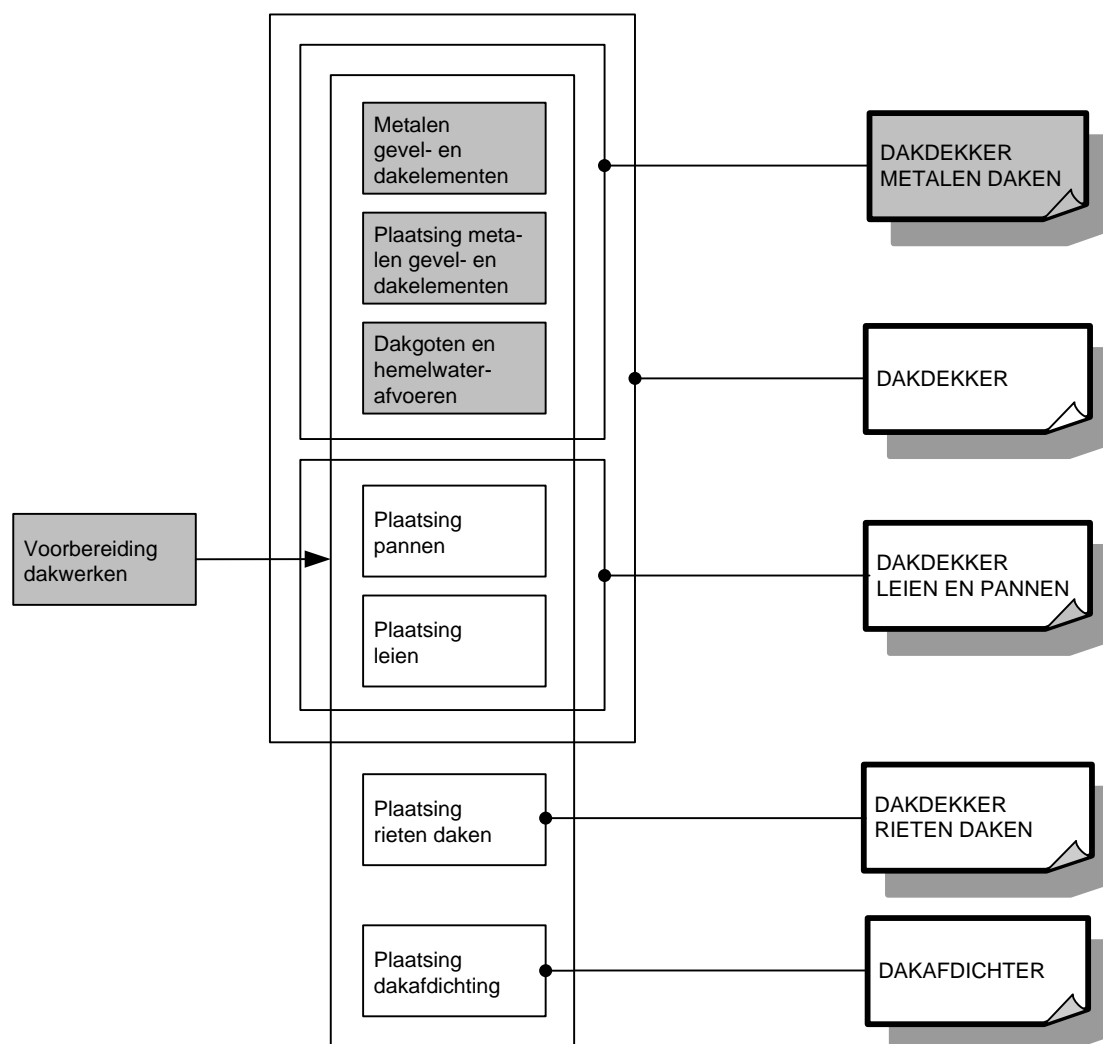 Metalen
gevel- en
dakelementen
DAKDEKKER
METALEN DAKEN
Plaatsing meta-
len gevel- en
dakelementen
Dakgoten en
hemelwater-
afvoeren
DAKDEKKER
Voorbereiding
dakwerken
Plaatsing
pannen
DAKDEKKER
LEIEN EN PANNEN
Plaatsing
leien
Plaatsing
rieten daken
DAKDEKKER
RIETEN DAKEN
Plaatsing
dakafdichting
DAKAFDICHTER